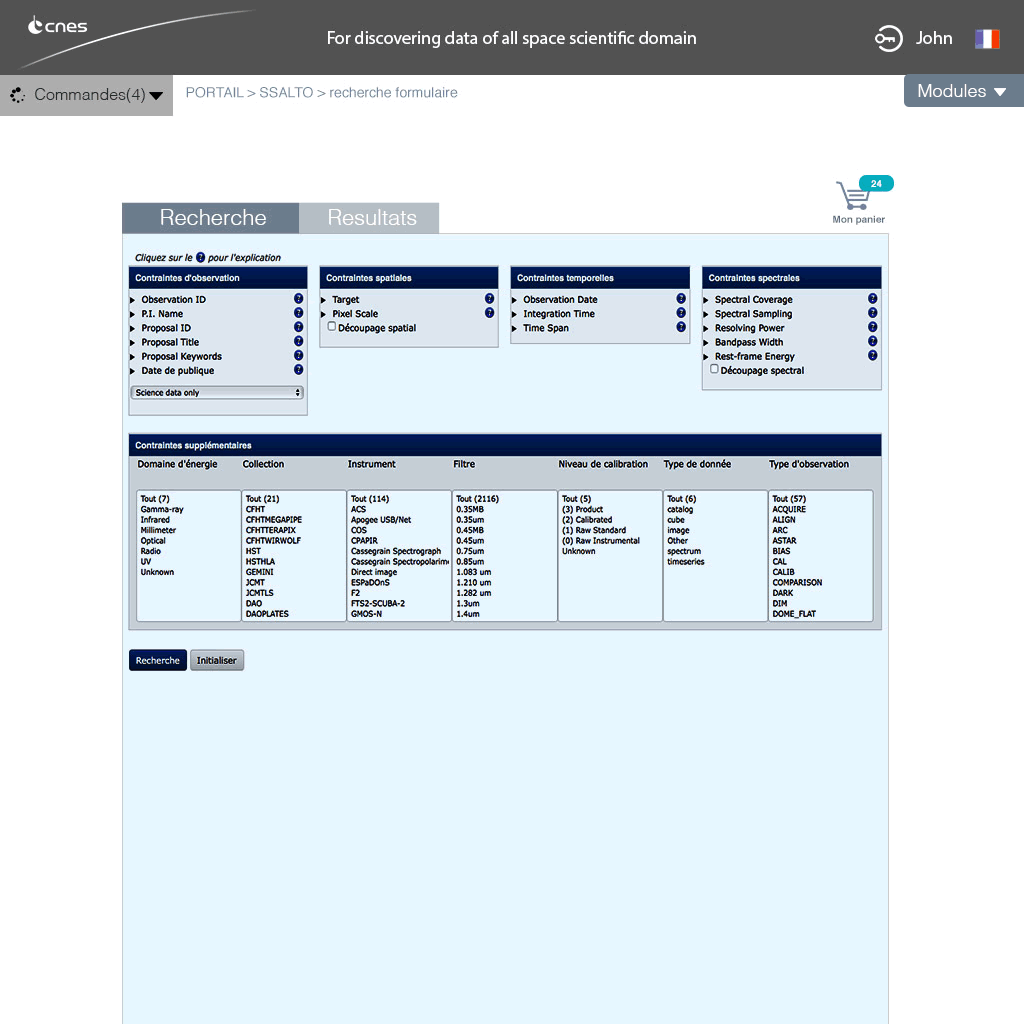 cnes
For discovering data of all space scientific domain
John
Commandes(4)
PORTAIL > SSALTO > recherche formulaire
Modules
24
Mon panier
Recherche
Resultats
Cliquez sur le ? pour l'explication
Contraintes d'observation
Observation ID ?
P.I. Name ?
Proposal ID ?
Proposal Title ?
Proposal Keywords ?
Date de publique ?
Science data only
Contraintes spatiales
Target ?
Pixel Scale ?
Découpage spatial
Contraintes temporelles
Observation Date ?
Integration Time ?
Time Span ?
Contraintes spectrales
Spectral Coverage ?
Spectral Sampling ?
Resolving Power ?
Bandpass Width ?
Rest-frame Energy ?
Découpage spectral
Contraintes supplémentaires
Domaine d'énergie
Tout (7)
Gamma-ray
Infrared
Millimeter
Optical
Radio
UV
Unknown
Collection
Tout (21)
CFHT
CFHTMEGAPIPE
CFHTTERAPIX
CFHTWIRWOLF
HST
HSTHLA
GEMINI
JCMT
JCMTLS
DAO
DAOPLATES
Instrument
Tout (114)
ACS
Apogee USB/Net
COS
CPAPIR
Cassegrain Spectrograph
Cassegrain Spectropolarim
Direct image
ESPaDOnS
F2
FTS2-SCUBA-2
GMOS-N
Filtre
Tout (2116)
0.35MB
0.35um
0.45MB
0.45um
0.75um
0.85um
1.083 um
1.210 um
1.282 um
1.3um
1.4um
Niveau de calibration
Tout (5)
(3) Product
(2) Calibrated
(1) Raw Standard
(0) Raw Instrumental
Unknown
Type de donnée
Tout (6)
catalog
cube
image
Other
spectrum
timeseries
Type d'observation
Tout (57)
ACQUIRE
ALIGN
ARC
ASTAR
BIAS
CAL
CALIB
COMPARISON
DARK
DIM
DOME_FLAT
Recherche
Initialiser